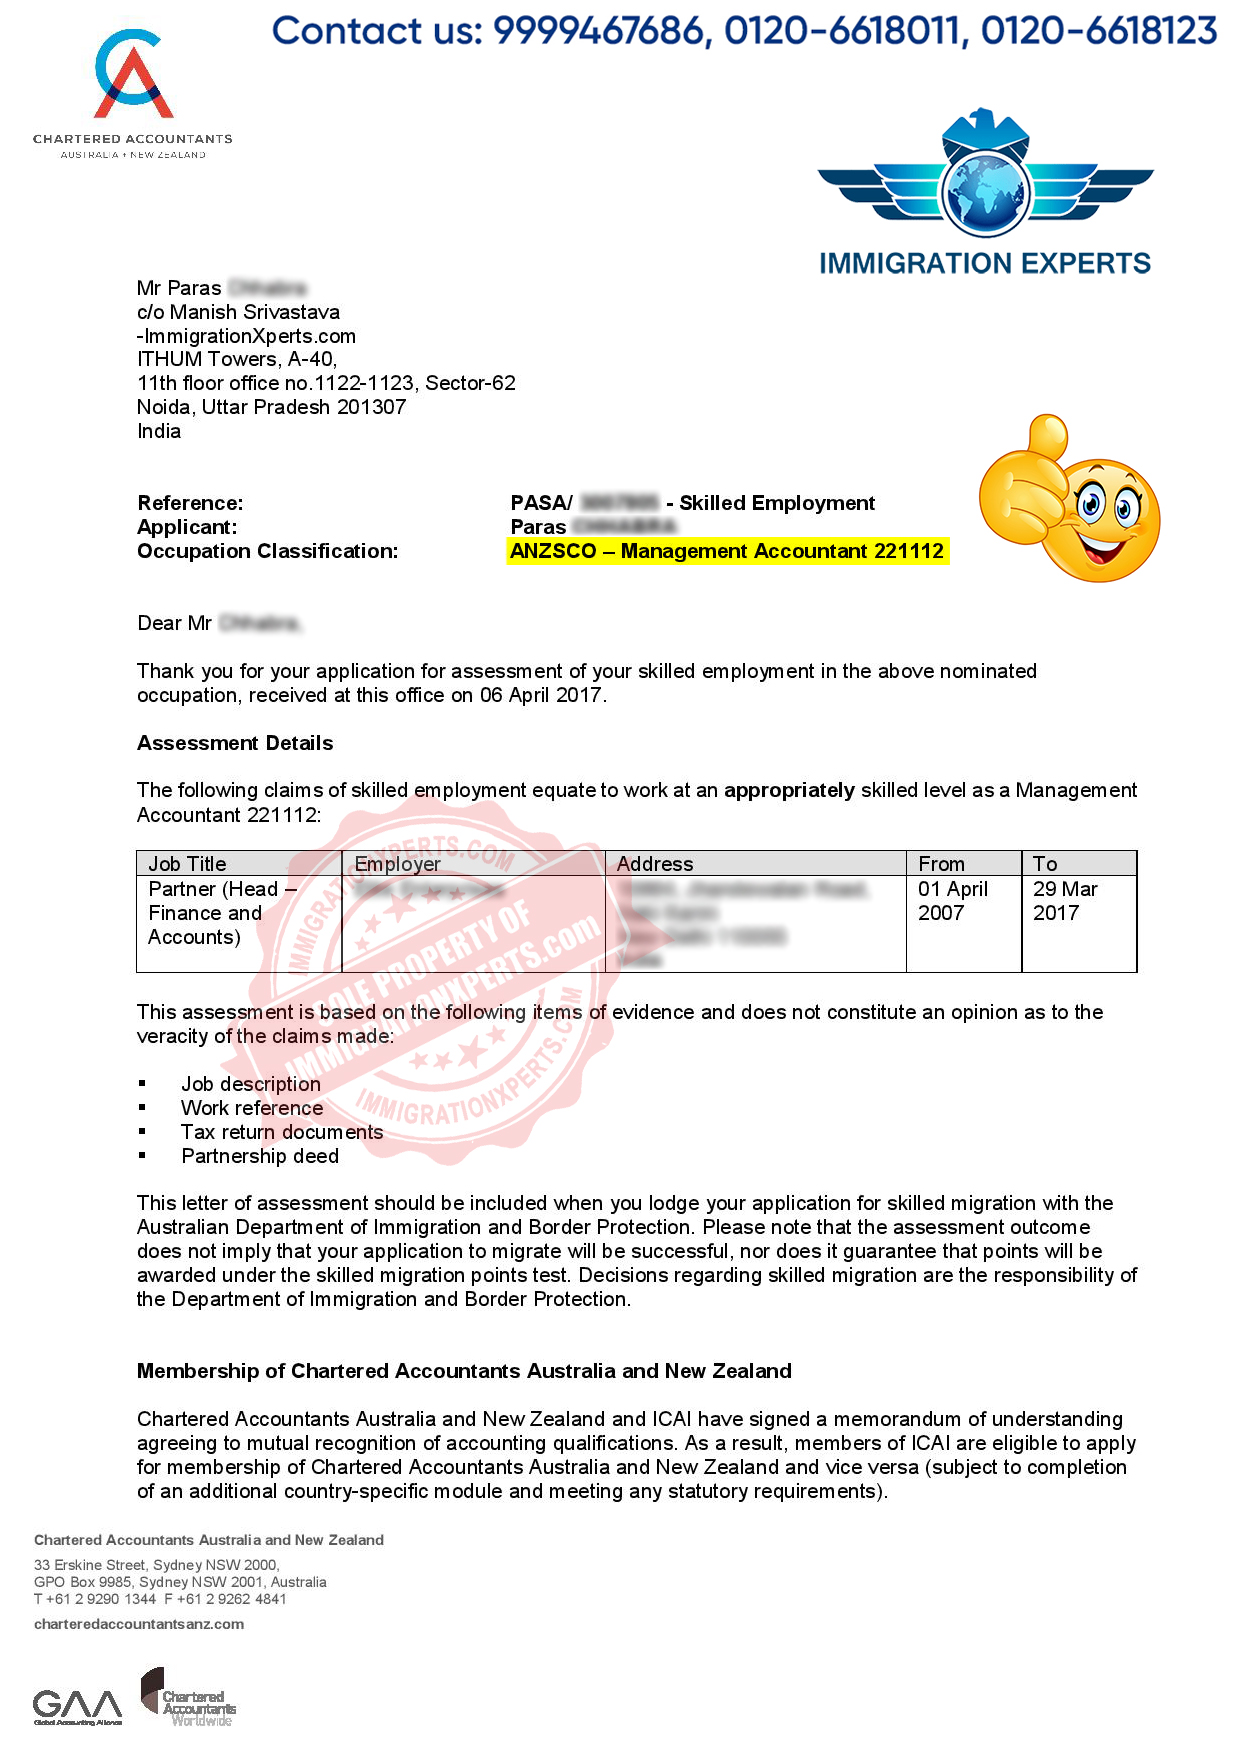 Contact us: 9999467686, 0120-6618011, 0120-6618123
CHARTERED ACCOUNTANTS
AUSTRALIA + NEW ZEALAND
IMMIGRATION EXPERTS
Mr Paras
c/o Manish Srivastava
-ImmigrationXperts.com
ITHUM Towers, A-40,
11th floor office no.1122-1123, Sector-62
Noida, Uttar Pradesh 201307
India
Reference: PASA/ - Skilled Employment
Applicant: Paras
Occupation Classification: ANZSCO – Management Accountant 221112
Dear Mr
Thank you for your application for assessment of your skilled employment in the above nominated
occupation, received at this office on 06 April 2017.
Assessment Details
The following claims of skilled employment equate to work at an appropriately skilled level as a Management
Accountant 221112:
Job Title Employer Address From To
Partner (Head – 01 April 29 Mar
Finance and 2007 2017
Accounts)
IMMIGRATIONXPERTS.COM
SOLE PROPERTY OF
IMMIGRATIONXPERTS.com
IMMIGRATIONXPERTS.COM
This assessment is based on the following items of evidence and does not constitute an opinion as to the
veracity of the claims made:
▪ Job description
▪ Work reference
▪ Tax return documents
▪ Partnership deed
This letter of assessment should be included when you lodge your application for skilled migration with the
Australian Department of Immigration and Border Protection. Please note that the assessment outcome
does not imply that your application to migrate will be successful, nor does it guarantee that points will be
awarded under the skilled migration points test. Decisions regarding skilled migration are the responsibility of
the Department of Immigration and Border Protection.
Membership of Chartered Accountants Australia and New Zealand
Chartered Accountants Australia and New Zealand and ICAI have signed a memorandum of understanding
agreeing to mutual recognition of accounting qualifications. As a result, members of ICAI are eligible to apply
for membership of Chartered Accountants Australia and New Zealand and vice versa (subject to completion
of an additional country-specific module and meeting any statutory requirements).
Chartered Accountants Australia and New Zealand
33 Erskine Street, Sydney NSW 2000,
GPO Box 9985, Sydney NSW 2001, Australia
T +61 2 9290 1344 F +61 2 9262 4841
charteredaccountantsanz.com
GAA
Global Accounting Alliance
Chartered
Accountants
Worldwide